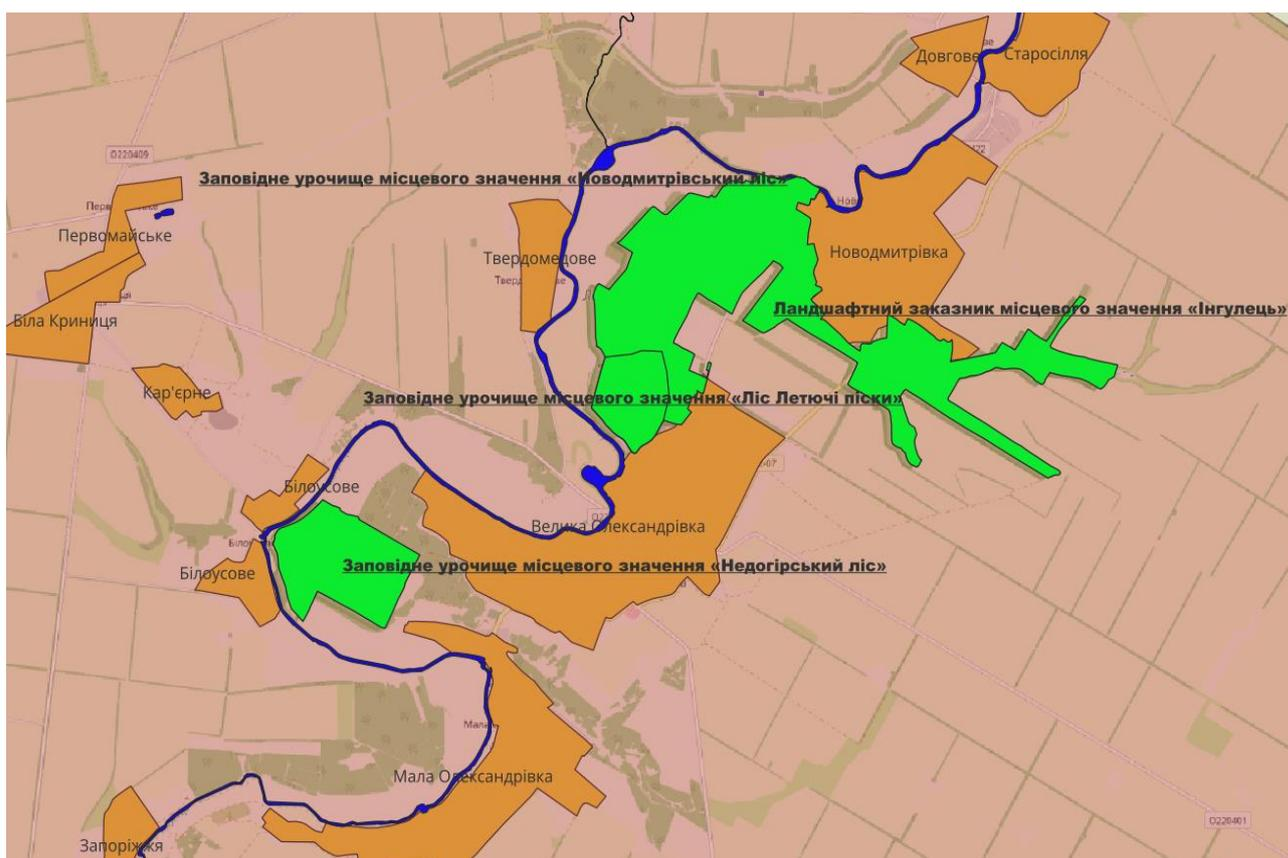 Довгове
Старосілля
О220409
Заповідне урочище місцевого значення «Новодмитрівський ліс»
Первомайське
Новодмитрівка
Твердомедове
Ландшафтний заказник місцевого значення «Інгулець»
Біла Криниця
Кар'єрне
Заповідне урочище місцевого значення «Ліс Летючі піски»
Білоусове
Велика Олександрівка
Заповідне урочище місцевого значення «Недогірський ліс»
Білоусове
Мала Олександрівка
О220401
Запоріжжя